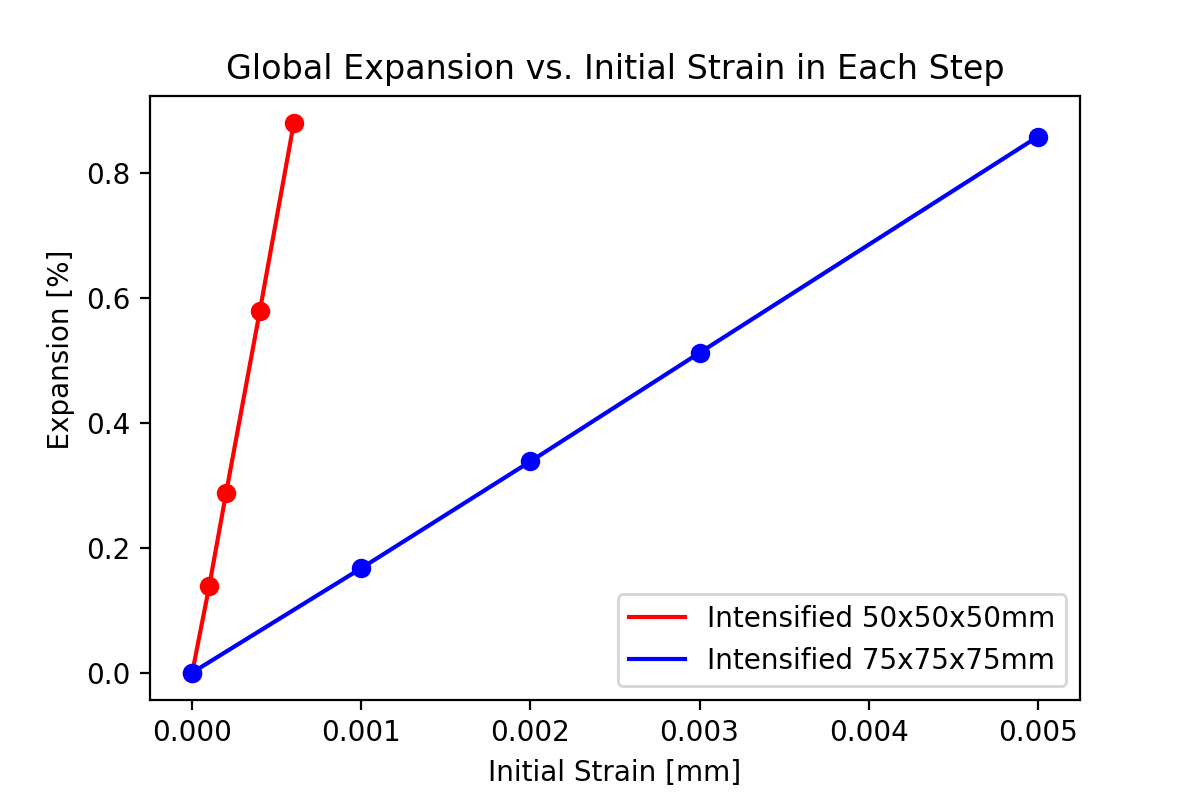 Global Expansion vs. Initial Strain in Each Step
Expansion [%]
0.8
0.6
0.4
0.2
0.0
Intensified 50x50x50mm
Intensified 75x75x75mm
0.000 0.001 0.002 0.003 0.004 0.005
Initial Strain [mm]